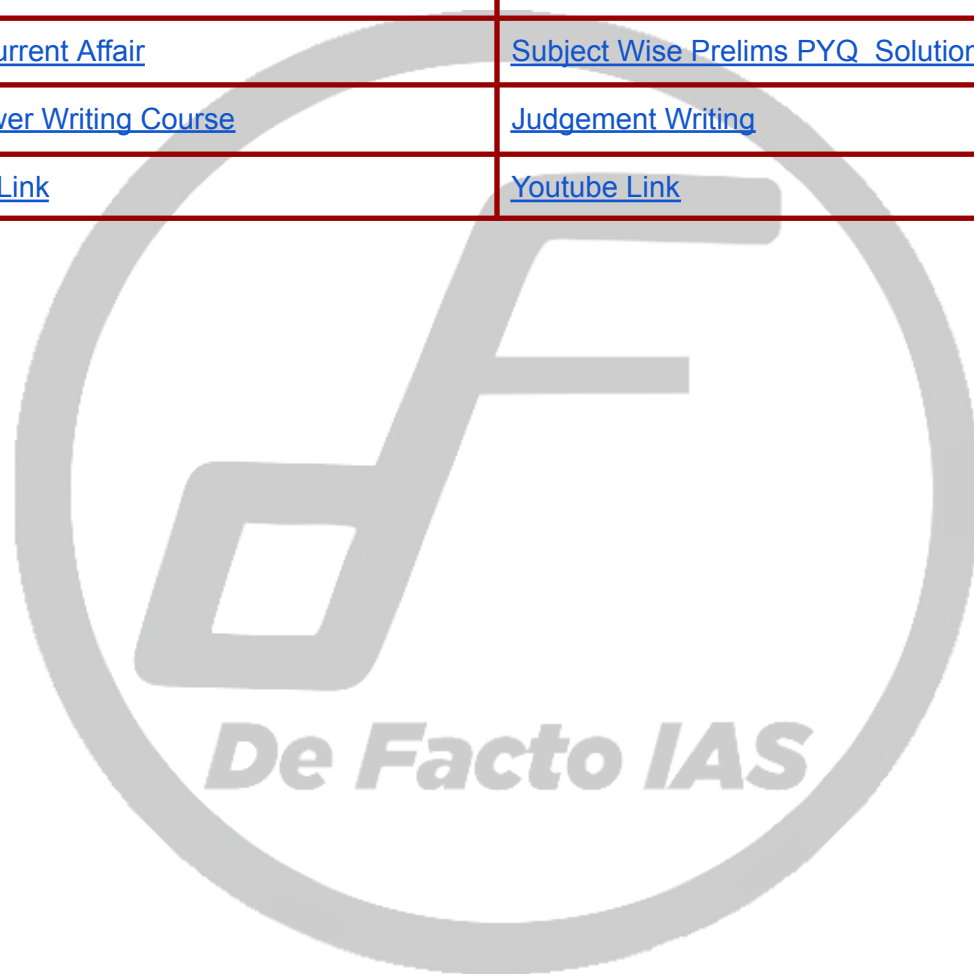 urrent Affair Subject Wise Prelims PYQ Solution
ver Writing Course Judgement Writing
Link Youtube Link
De Facto IAS